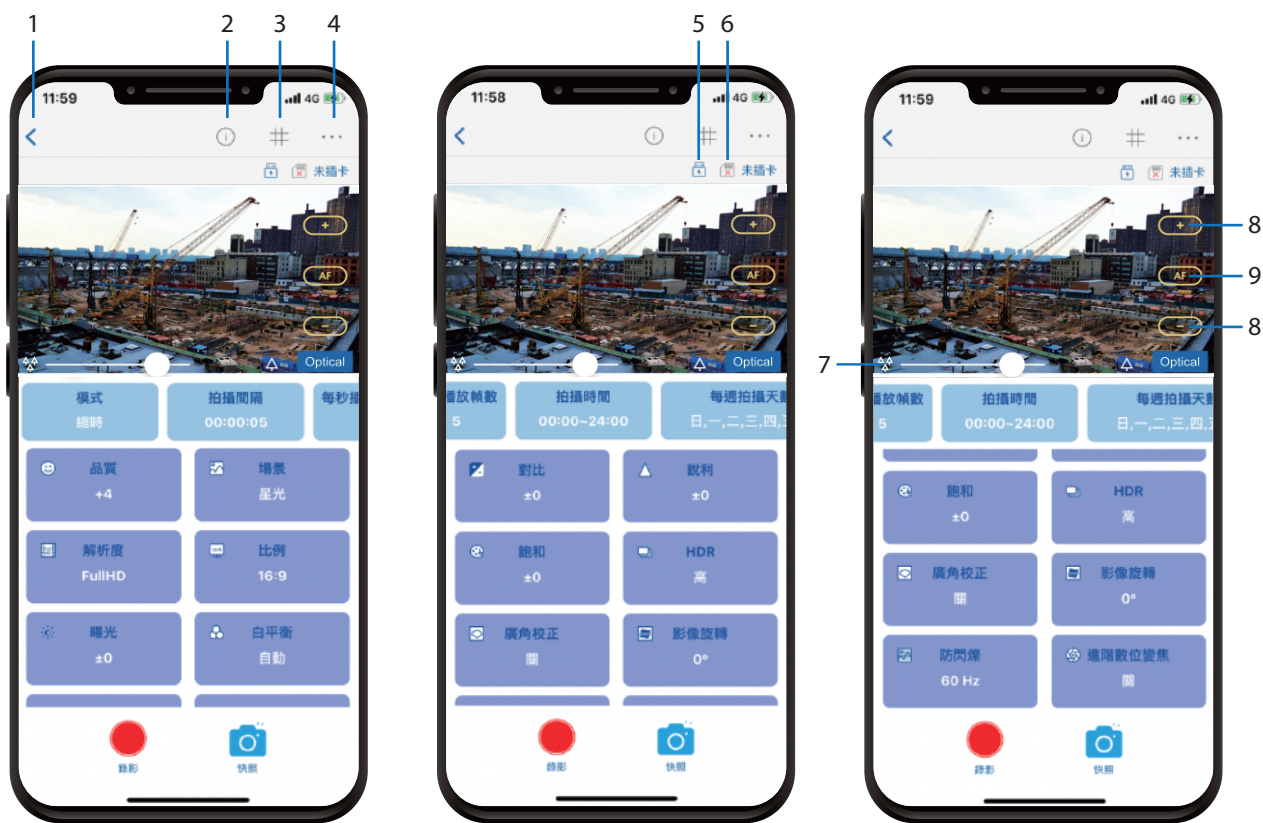 1
2
3
4
5 6
11:59
4G
未插卡
+
AF
−
Optical
模式
縮時
拍攝間隔
00:00:05
每秒播
品質
+4
場景
星光
解析度
FullHD
比例
16:9
曝光
±0
白平衡
自動
錄影
快照
11:58
4G
未插卡
+
AF
−
Optical
播放幀數
5
拍攝時間
00:00~24:00
每週拍攝天數
日,一,二,三,四,三
對比
±0
銳利
±0
飽和
±0
HDR
高
廣角校正
關
影像旋轉
0°
錄影
快照
11:59
4G
未插卡
+
8
AF
9
−
8
7
Optical
播放幀數
5
拍攝時間
00:00~24:00
每週拍攝天數
日,一,二,三,四,三
飽和
±0
HDR
高
廣角校正
關
影像旋轉
0°
防閃爍
60 Hz
進階數位變焦
關
錄影
快照